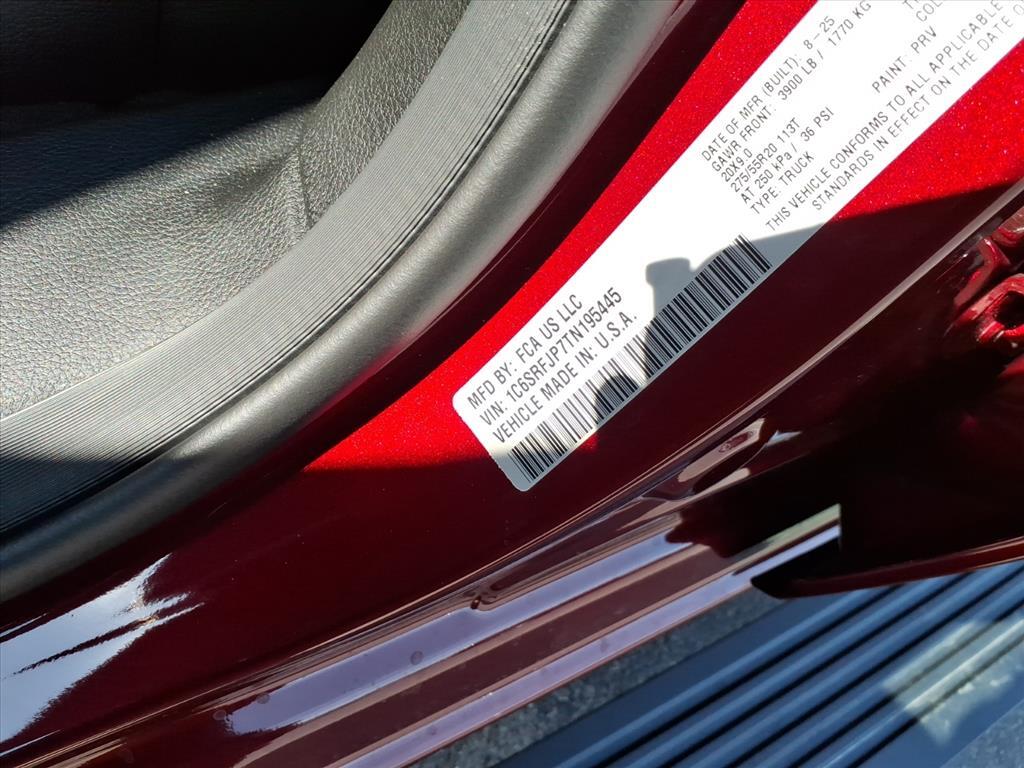 MFD BY: FCA US LLC
DATE OF MFR (BUILT): 8-25
VIN: 1C6SRFJP7TN195445
GAWR FRONT: 3900 LB / 1770 KG
VEHICLE MADE IN: U.S.A.
20X9.0
275/55R20 113T
AT 250 kPa / 36 PSI
TYPE: TRUCK
PAINT: PRV
THIS VEHICLE CONFORMS TO ALL APPLICABLE
STANDARDS IN EFFECT ON THE DATE